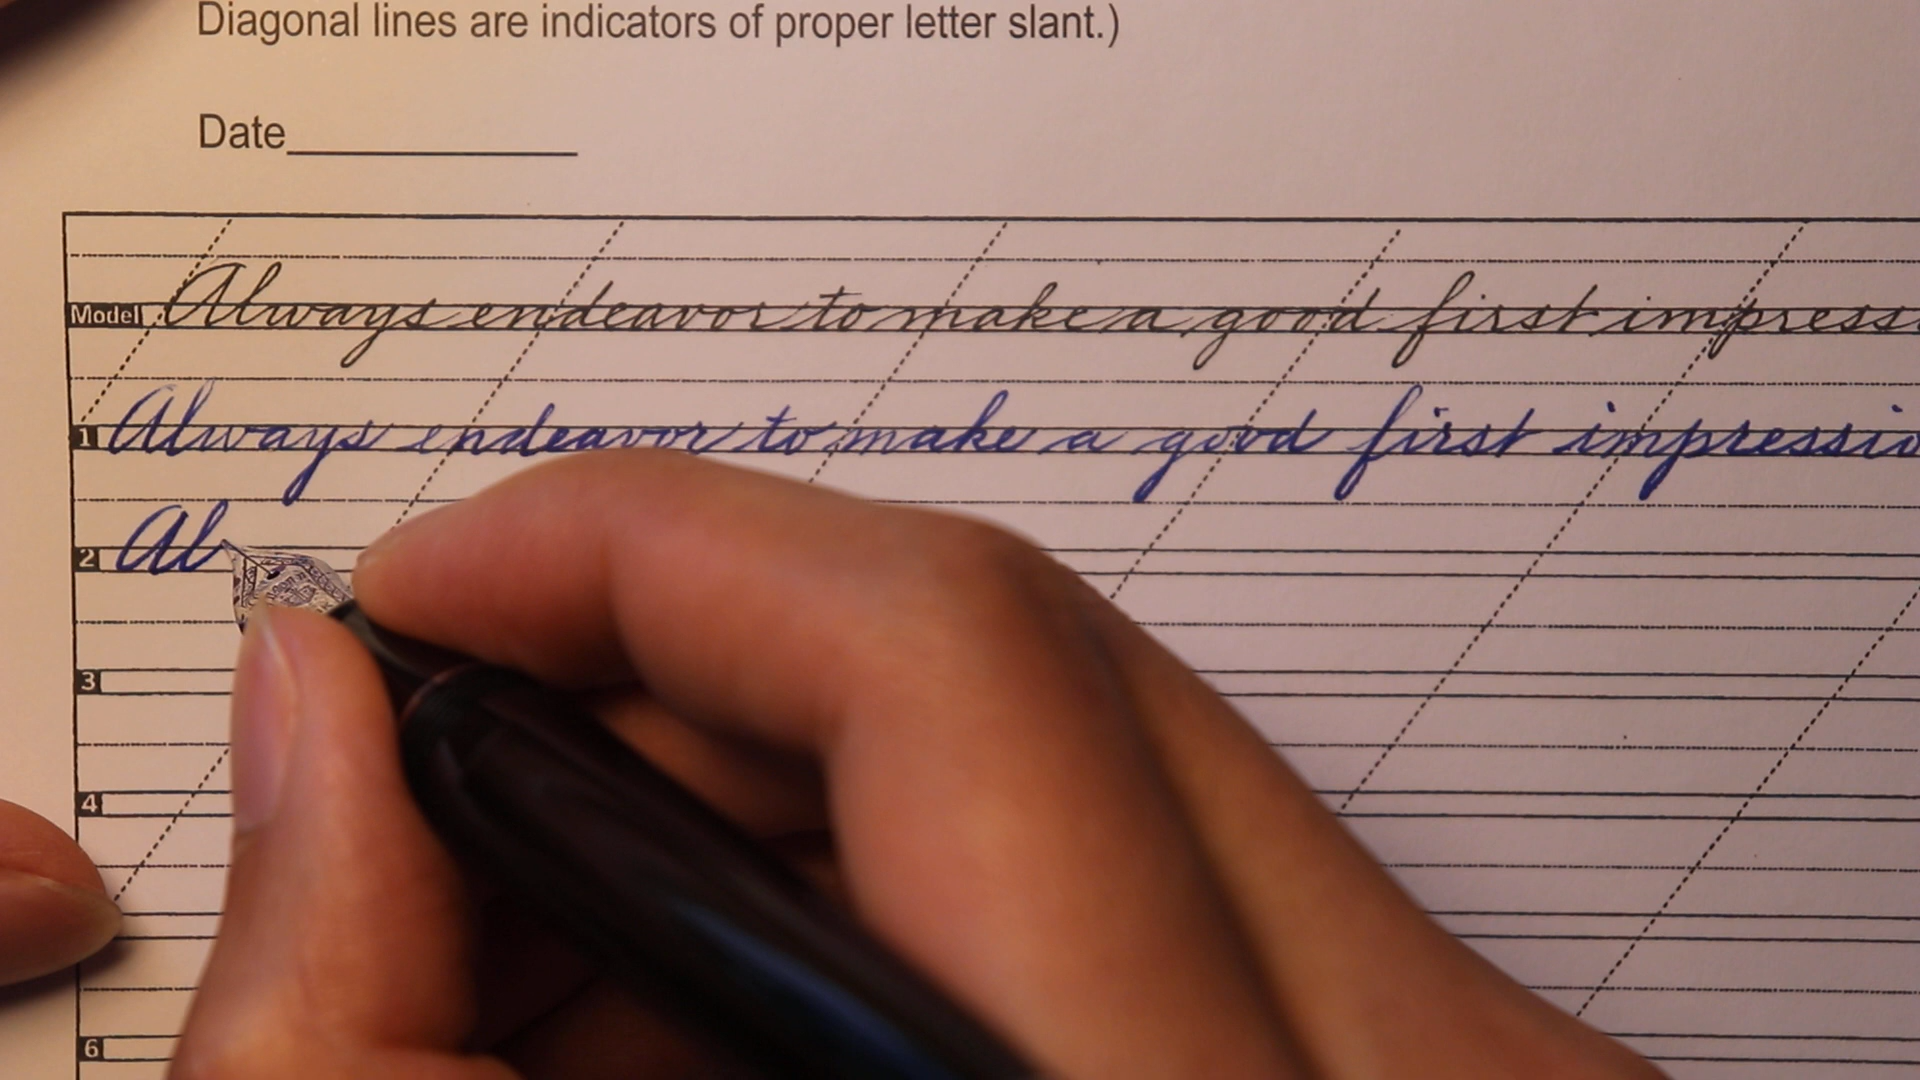 Diagonal lines are indicators of proper letter slant.)
Date
Model Always endeavor to make a good first impress
1 Always endeavor to make a good first impressio
2 Al
3
4
6